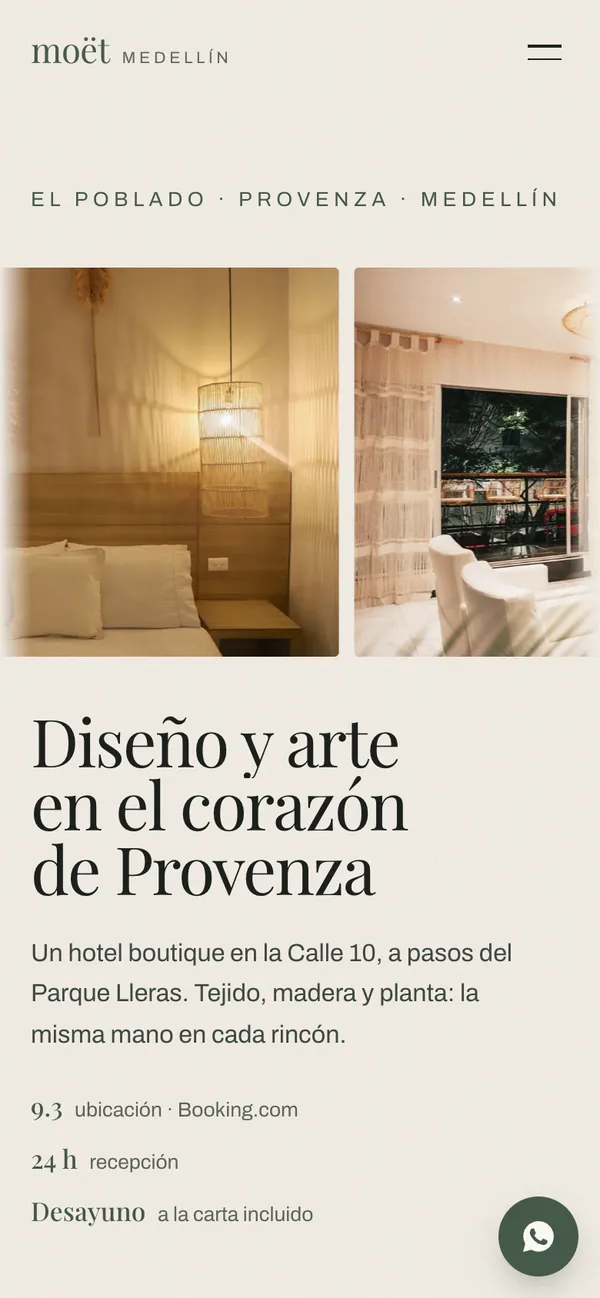 moët MEDELLÍN
EL POBLADO · PROVENZA · MEDELLÍN
Diseño y arte
en el corazón
de Provenza
Un hotel boutique en la Calle 10, a pasos del
Parque Lleras. Tejido, madera y planta: la
misma mano en cada rincón.
9.3 ubicación · Booking.com
24 h recepción
Desayuno a la carta incluido